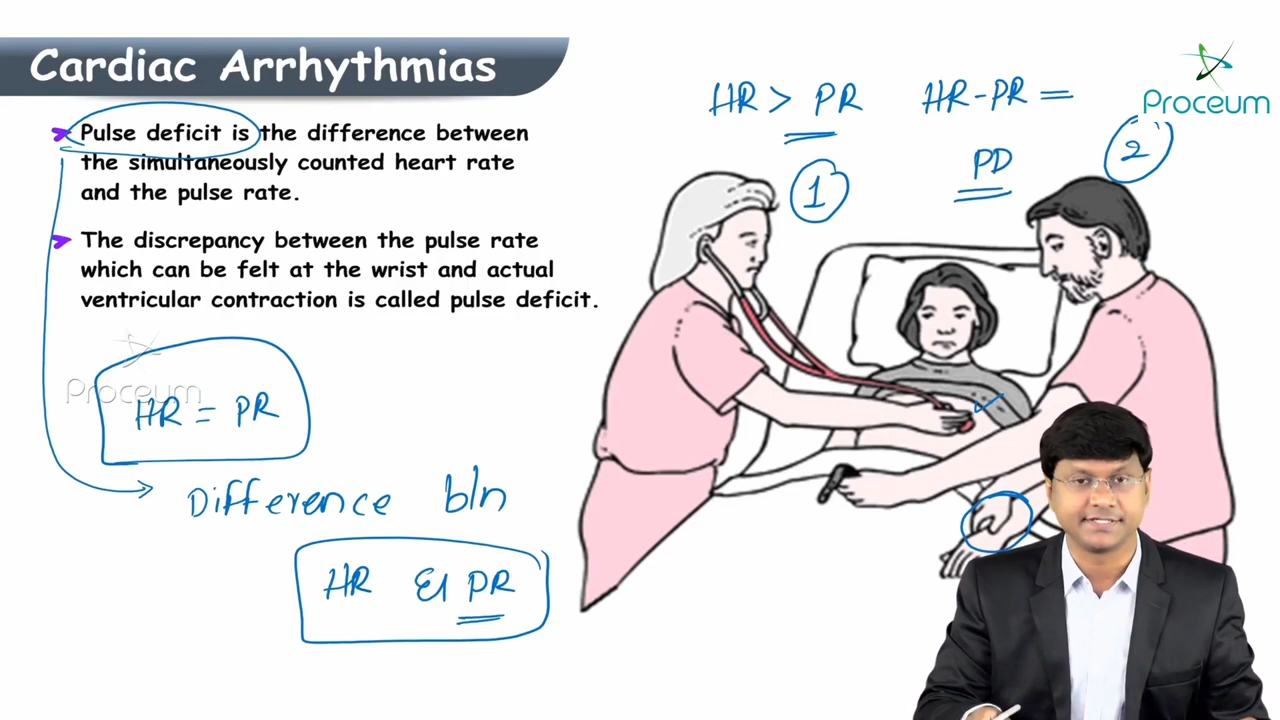 Cardiac Arrhythmias
Pulse deficit is the difference between
the simultaneously counted heart rate
and the pulse rate.
The discrepancy between the pulse rate
which can be felt at the wrist and actual
ventricular contraction is called pulse deficit.
Proceum
HR = PR
Difference b/n
HR & PR
HR > PR
1
HR-PR =
PD
2
Proceum